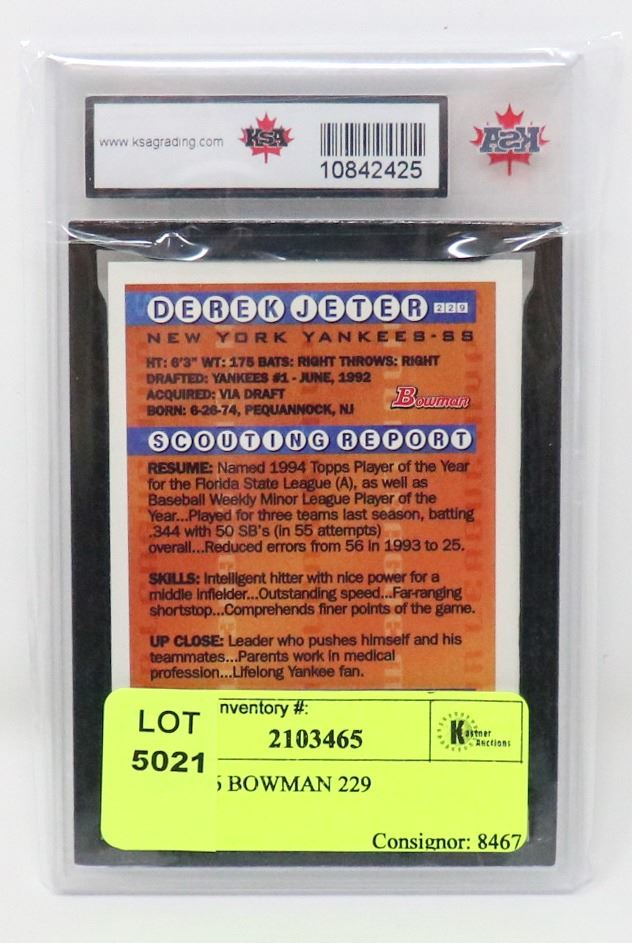 www.ksagrading.com KSA
10842425
KSA
DEREK JETER 229
NEW YORK YANKEES-SS
HT: 6'3" WT: 175 BATS: RIGHT THROWS: RIGHT
DRAFTED: YANKEES #1 - JUNE, 1992
ACQUIRED: VIA DRAFT
BORN: 6-26-74, PEQUANNOCK, NJ
Bowman
SCOUTING REPORT
RESUME: Named 1994 Topps Player of the Year
for the Florida State League (A), as well as
Baseball Weekly Minor League Player of the
Year...Played for three teams last season, batting
.344 with 50 SB's (in 55 attempts)
overall...Reduced errors from 56 in 1993 to 25.
SKILLS: Intelligent hitter with nice power for a
middle infielder...Outstanding speed...Far-ranging
shortstop...Comprehends finer points of the game.
UP CLOSE: Leader who pushes himself and his
teammates...Parents work in medical
profession...Lifelong Yankee fan.
LOT
5021
nventory #:
2103465
Kastner
Auctions
5 BOWMAN 229
Consignor: 8467